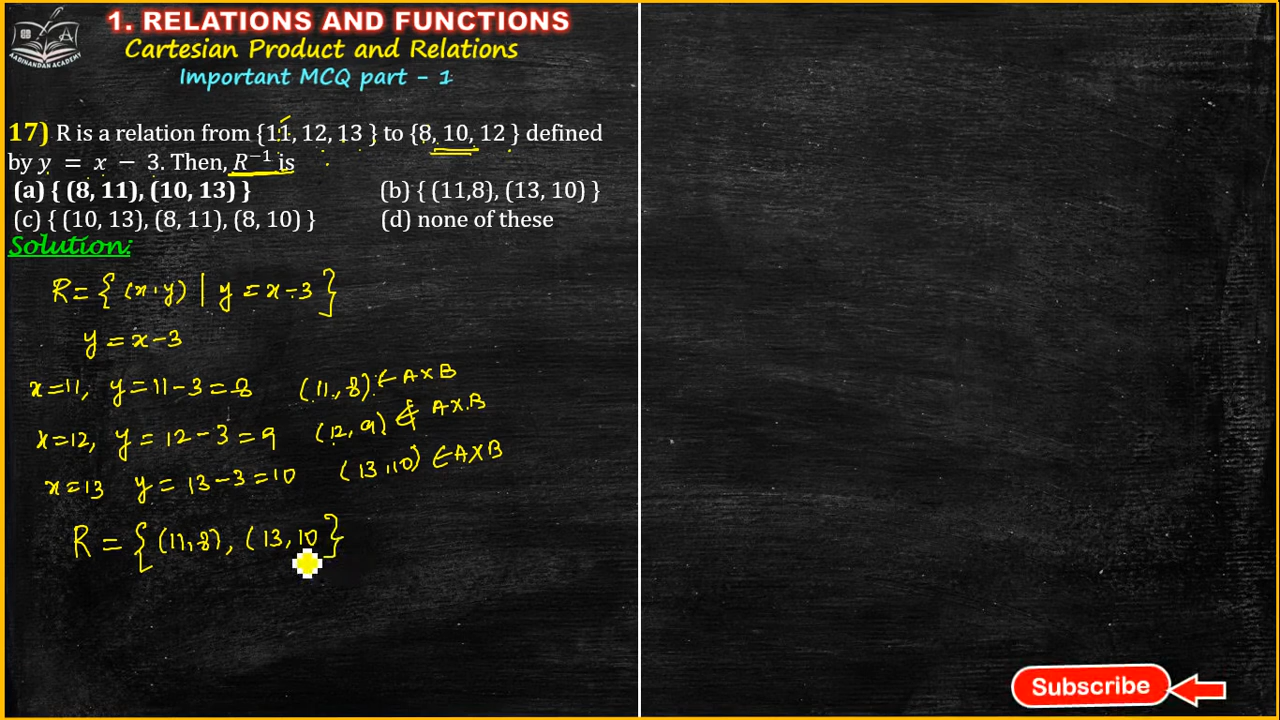 1. RELATIONS AND FUNCTIONS
Cartesian Product and Relations
Important MCQ part - 1
AADINANDAN ACADEMY
17) R is a relation from {11, 12, 13 } to {8, 10, 12 } defined
by y = x − 3. Then, R⁻¹ is
(a) { (8, 11), (10, 13) } (b) { (11,8), (13, 10) }
(c) { (10, 13), (8, 11), (8, 10) } (d) none of these
Solution:
R = { (x,y) | y = x-3 }
y = x-3
x=11, y = 11-3 = 8 (11, 8) ∈ A×B
x=12, y = 12-3 = 9 (12, 9) ∉ A×B
x=13 y = 13-3 = 10 (13,10) ∈ A×B
R = { (11,8), (13,10 }
Subscribe